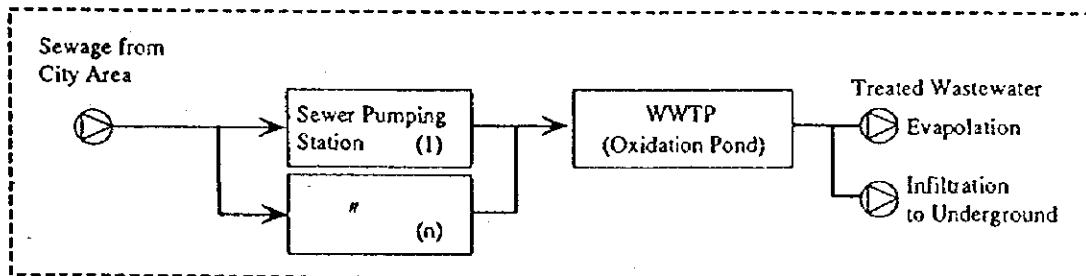 Sewage from
City Area
Sewer Pumping
Station (1)
〃
(n)
WWTP
(Oxidation Pond)
Treated Wastewater
Evapolation
Infiltration
to Underground